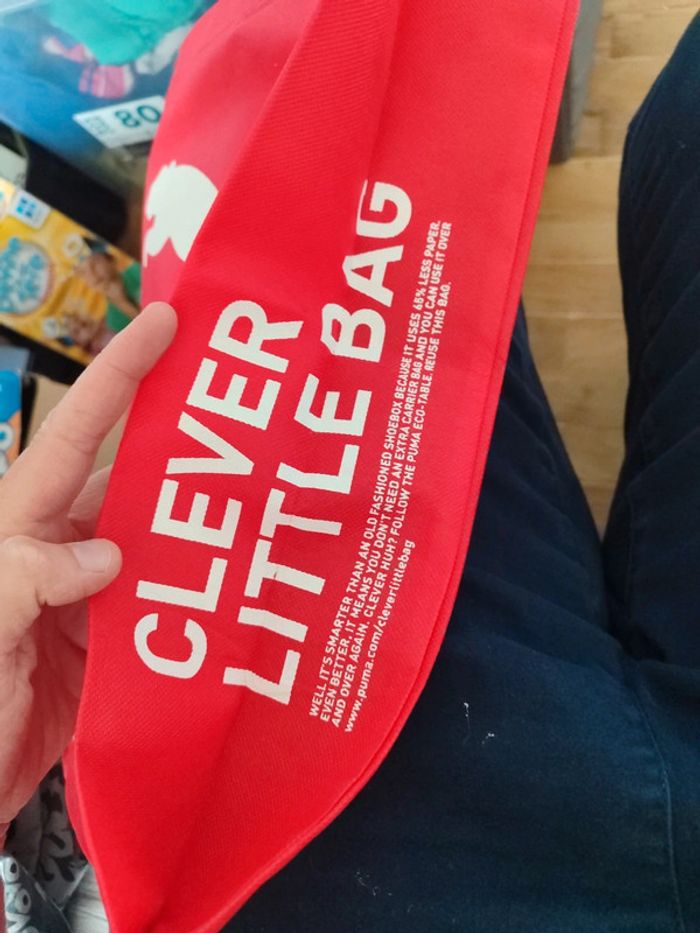 80
CLEVER
LITTLE BAG
WELL IT'S SMARTER THAN AN OLD FASHIONED SHOEBOX BECAUSE IT USES 65% LESS PAPER.
EVEN BETTER, IT MEANS YOU DON'T NEED AN EXTRA CARRIER BAG AND YOU CAN USE IT OVER
AND OVER AGAIN. CLEVER HUH? FOLLOW THE PUMA ECO-TABLE. REUSE THIS BAG.
www.puma.com/cleverlittlebag